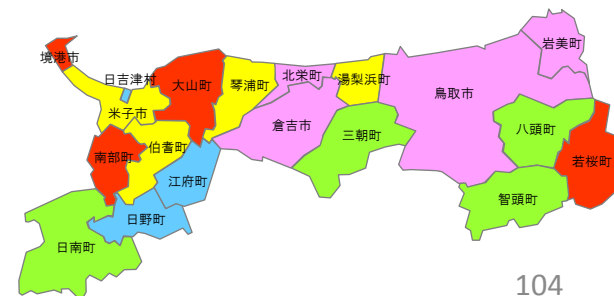 岩美町
境港市
日吉津村
大山町
琴浦町
北栄町
湯梨浜町
鳥取市
米子市
倉吉市
三朝町
八頭町
伯耆町
南部町
若桜町
江府町
智頭町
日野町
日南町
104